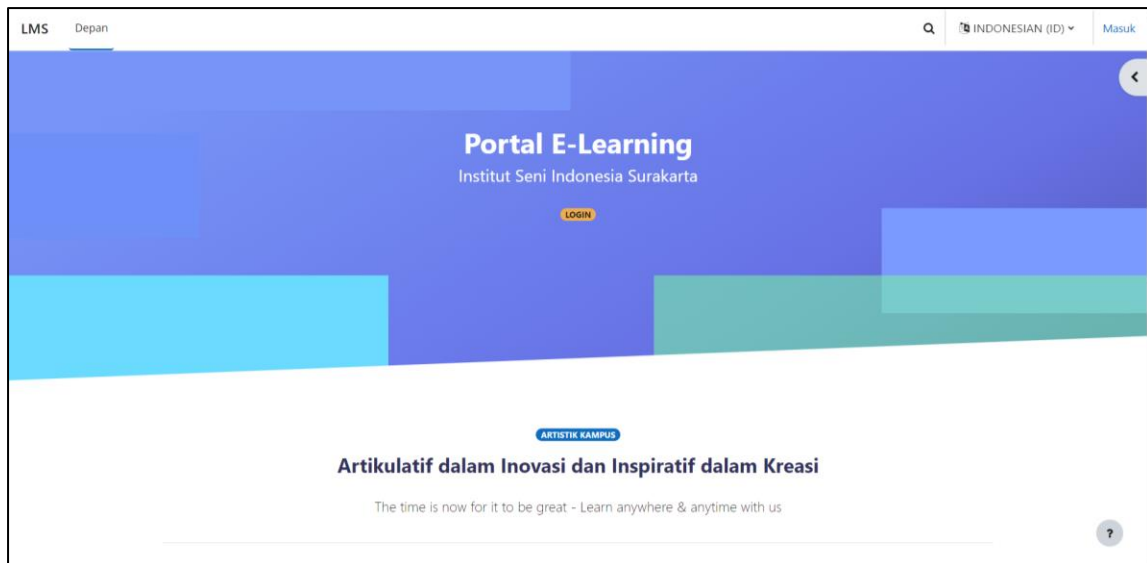 LMS Depan INDONESIAN (ID) Masuk
Portal E-Learning
Institut Seni Indonesia Surakarta
LOGIN
ARTISTIK KAMPUS
Artikulatif dalam Inovasi dan Inspiratif dalam Kreasi
The time is now for it to be great - Learn anywhere & anytime with us
?